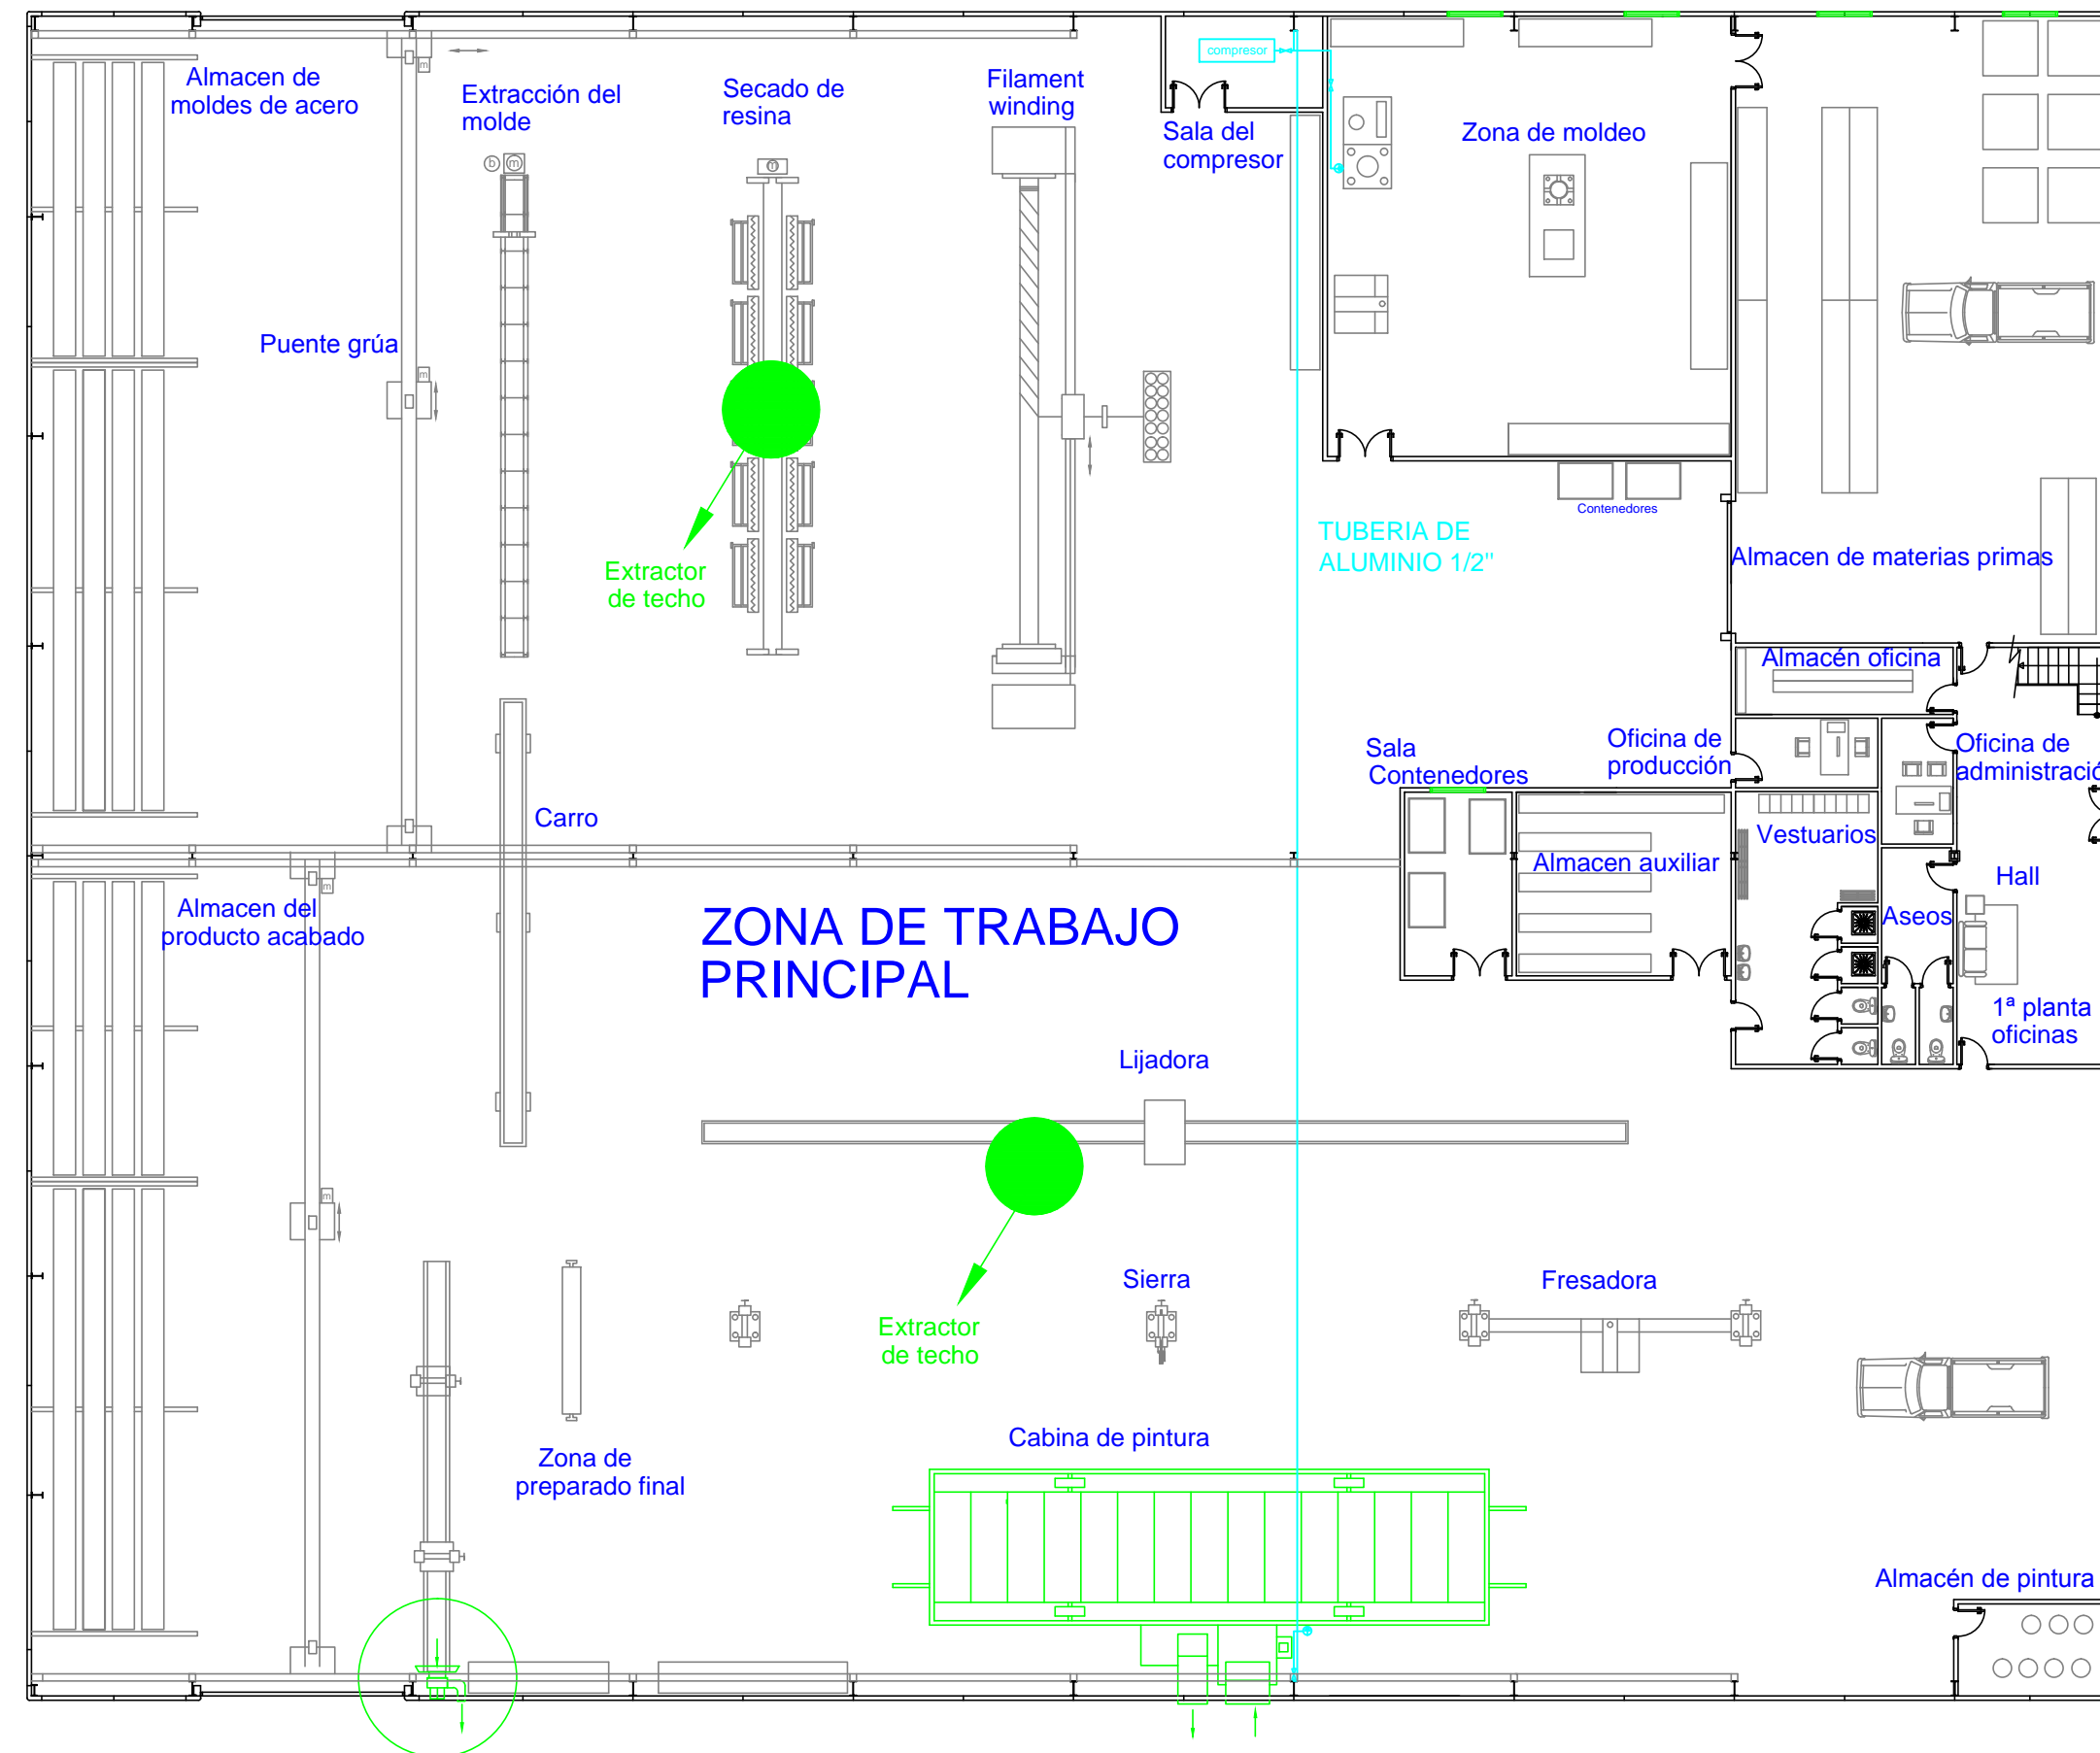 compresor
Almacen de
moldes de acero
Extracción del
molde
Secado de
resina
Filament
winding
Sala del
compresor
Zona de moldeo
m
b
m
m
Puente grúa
m
Contenedores
TUBERIA DE
ALUMINIO 1/2"
Almacen de materias primas
Extractor
de techo
Almacén oficina
Oficina de
producción
Oficina de
administració
Sala
Contenedores
Carro
Vestuarios
Almacen auxiliar
Hall
m
Almacen del
producto acabado
ZONA DE TRABAJO
PRINCIPAL
Aseos
1ª planta
oficinas
Lijadora
m
Sierra
Fresadora
Extractor
de techo
Cabina de pintura
Zona de
preparado final
Almacén de pintura